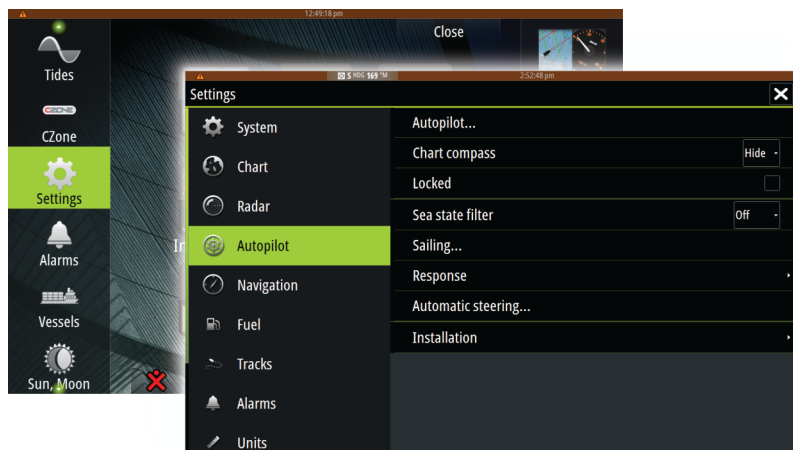 12:49:18 pm
Close
Tides
CZONE
CZone
Settings
Alarms
Vessels
Sun, Moon
S HDG 169 °M
2:52:48 pm
Settings
System
Chart
Radar
Autopilot
Navigation
Fuel
Tracks
Alarms
Units
Autopilot...
Chart compass
Hide
Locked
Sea state filter
Off
Sailing...
Response
Automatic steering...
Installation